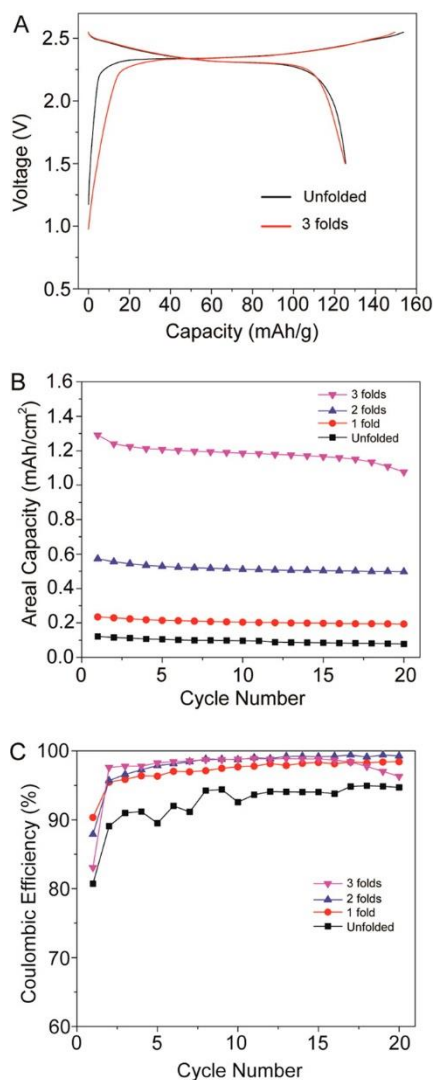 A
2.5
2.0
1.5
1.0
0.5
Voltage (V)
Unfolded
3 folds
0 20 40 60 80 100 120 140 160
Capacity (mAh/g)
B
1.6
1.4
1.2
1.0
0.8
0.6
0.4
0.2
0.0
Areal Capacity (mAh/cm²)
3 folds
2 folds
1 fold
Unfolded
0 5 10 15 20
Cycle Number
C
100
90
80
70
60
Coulombic Efficiency (%)
3 folds
2 folds
1 fold
Unfolded
0 5 10 15 20
Cycle Number